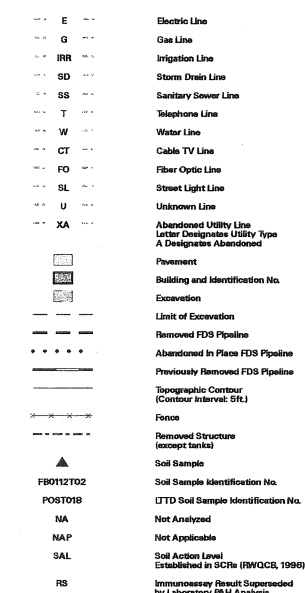 E Electric Line
G Gas Line
IRR Irrigation Line
SD Storm Drain Line
SS Sanitary Sewer Line
T Telephone Line
W Water Line
CT Cable TV Line
FO Fiber Optic Line
SL Street Light Line
U Unknown Line
XA Abandoned Utility Line
Letter Designates Utility Type
A Designates Abandoned
Pavement
Building and Identification No.
Excavation
Limit of Excavation
Removed FDS Pipeline
Abandoned In Place FDS Pipeline
Previously Removed FDS Pipeline
Topographic Contour
(Contour Interval: 5ft.)
Fence
Removed Structure
(except tanks)
Soil Sample
FB0112T02 Soil Sample Identification No.
POST018 LTTD Soil Sample Identification No.
NA Not Analyzed
NAP Not Applicable
SAL Soil Action Level
Established in SCRs (RWQCB, 1996)
RS Immunoassay Result Superseded
by Laboratory PAH Analysis